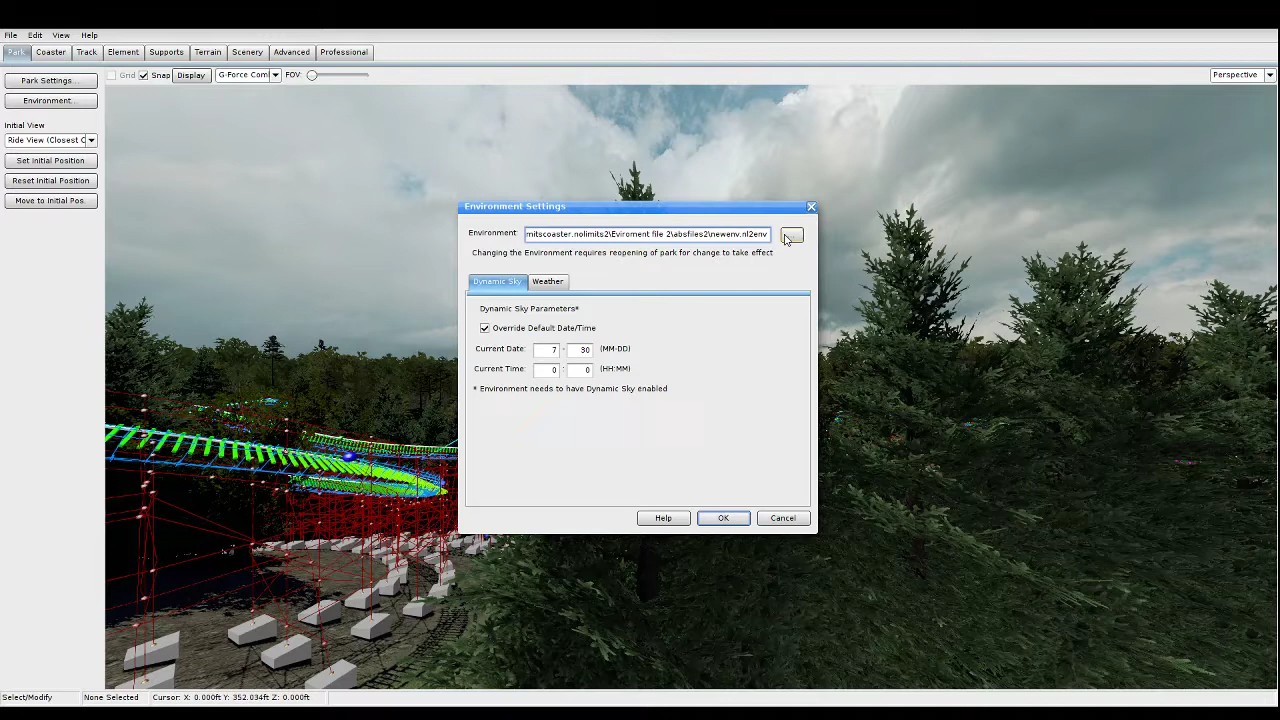 File Edit View Help
Park Coaster Track Element Supports Terrain Scenery Advanced Professional
Park Settings... Grid Snap Display G-Force Com FOV: Perspective
Environment...
Initial View
Ride View (Closest C
Set Initial Position
Reset Initial Position
Move to Initial Pos.
Environment Settings
Environment mitscoaster.nolimits2\Eviroment file 2\absfiles2\newenv.nl2env
Changing the Environment requires reopening of park for change to take effect
Dynamic Sky Weather
Dynamic Sky Parameters*
Override Default Date/Time
Current Date: 7 - 30 (MM-DD)
Current Time: 0 : 0 (HH:MM)
* Environment needs to have Dynamic Sky enabled
Help OK Cancel
Select/Modify None Selected Cursor: X: 0.000ft Y: 352.034ft Z: 0.000ft